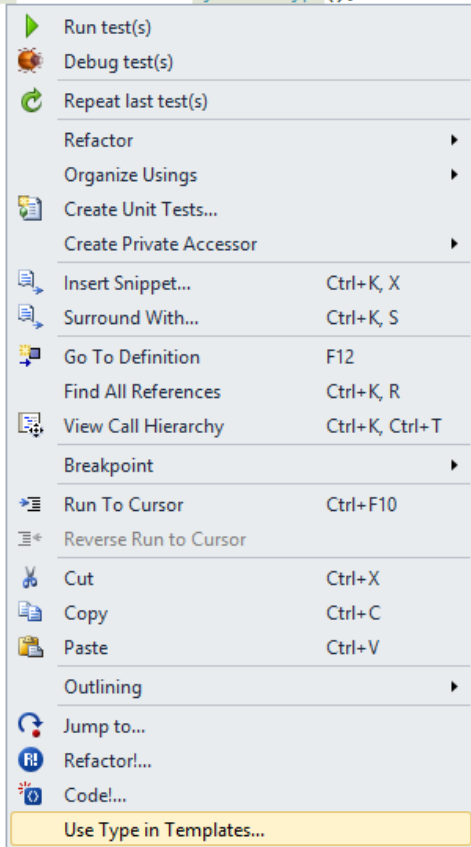 Run test(s)
Debug test(s)
Repeat last test(s)
Refactor
Organize Usings
Create Unit Tests...
Create Private Accessor
Insert Snippet... Ctrl+K, X
Surround With... Ctrl+K, S
Go To Definition F12
Find All References Ctrl+K, R
View Call Hierarchy Ctrl+K, Ctrl+T
Breakpoint
Run To Cursor Ctrl+F10
Reverse Run to Cursor
Cut Ctrl+X
Copy Ctrl+C
Paste Ctrl+V
Outlining
Jump to...
R! Refactor!...
Code!...
Use Type in Templates...